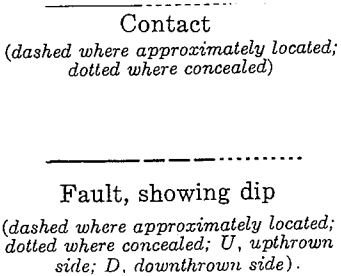 Contact
(dashed where approximately located;
dotted where concealed)
Fault, showing dip
(dashed where approximately located;
dotted where concealed; U, upthrown
side; D, downthrown side).